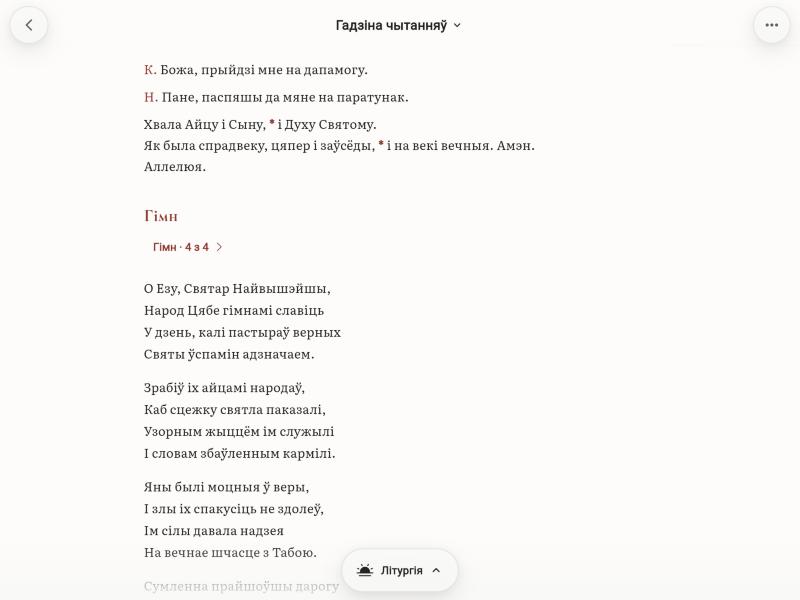 Гадзіна чытанняў
К. Божа, прыйдзі мне на дапамогу.
Н. Пане, паспяшы да мяне на паратунак.
Хвала Айцу і Сыну, * і Духу Святому.
Як была спрадвеку, цяпер і заўсёды, * і на векі вечныя. Амэн.
Аллелюя.
Гімн
Гімн · 4 з 4
О Езу, Святар Найвышэйшы,
Народ Цябе гімнамі славіць
У дзень, калі пастыраў верных
Святы ўспамін адзначаем.
Зрабіў іх айцамі народаў,
Каб сцежку святла паказалі,
Узорным жыццём ім служылі
І словам збаўленным кармілі.
Яны былі моцныя ў веры,
І злы іх спакусіць не здолеў,
Ім сілы давала надзея
На вечнае шчасце з Табою.
Сумленна прайшоўшы дарогу
Літургія